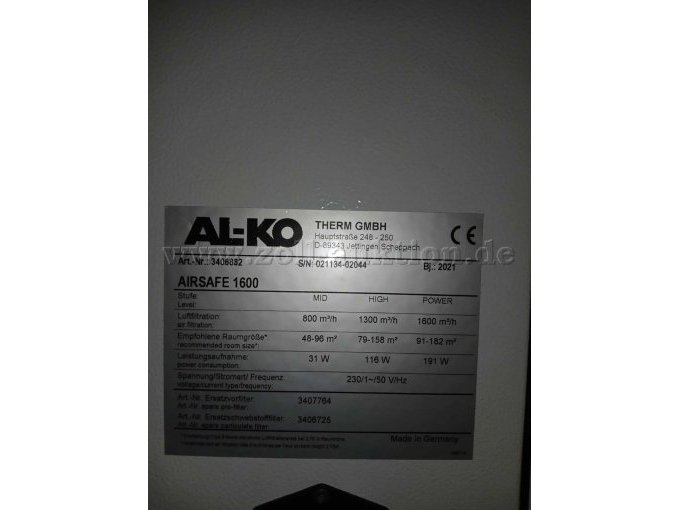 AL-KO
THERM GMBH
Hauptstraße 248 - 250
D-89343 Jettingen Scheppach
CE
www.zoll-auktion.de
Art.-Nr.: 3406882 S/N: 021134-02044 Bj.: 2021
AIRSAFE 1600
Stufe: MID HIGH POWER
Level:
Luftfiltration: 800 m³/h 1300 m³/h 1600 m³/h
air filtration:
Empfohlene Raumgröße*: 48-96 m² 79-158 m² 91-182 m²
recommended room size*:
Leistungsaufnahme: 31 W 116 W 191 W
power consumption:
Spannung/Stromart/ Frequenz 230/1~/50 V/Hz
voltage/current type/frequency:
Art.-Nr. Ersatzvorfilter: 3407764
Art.-Nr. spare pre-filter:
Art.-Nr. Ersatzschwebstofffilter: 3406725
Art.-Nr. spare particulate filter:
Made in Germany